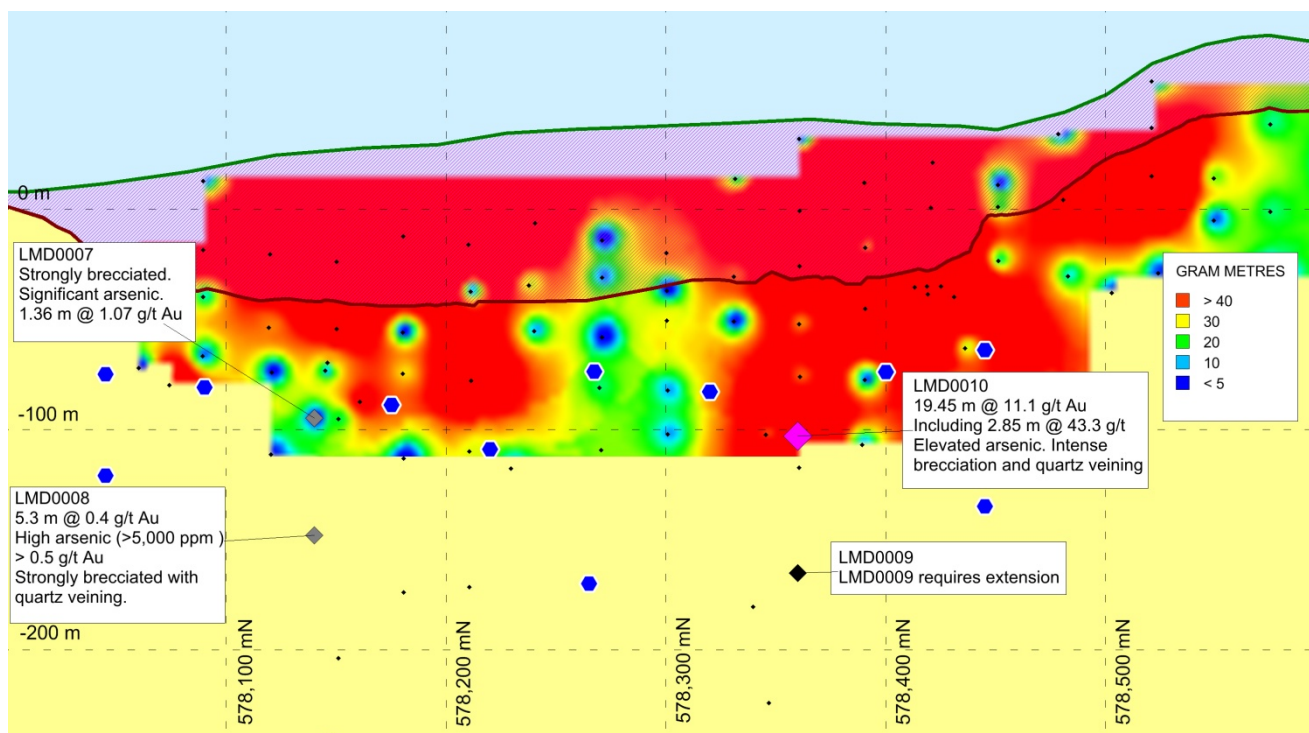 0 m
LMD0007
Strongly brecciated.
Significant arsenic.
1.36 m @ 1.07 g/t Au
GRAM METRES
> 40
30
20
10
< 5
-100 m
LMD0010
19.45 m @ 11.1 g/t Au
Including 2.85 m @ 43.3 g/t
Elevated arsenic. Intense
brecciation and quartz veining
LMD0008
5.3 m @ 0.4 g/t Au
High arsenic (>5,000 ppm )
> 0.5 g/t Au
Strongly brecciated with
quartz veining.
LMD0009
LMD0009 requires extension
-200 m
578,100 mN
578,200 mN
578,300 mN
578,400 mN
578,500 mN